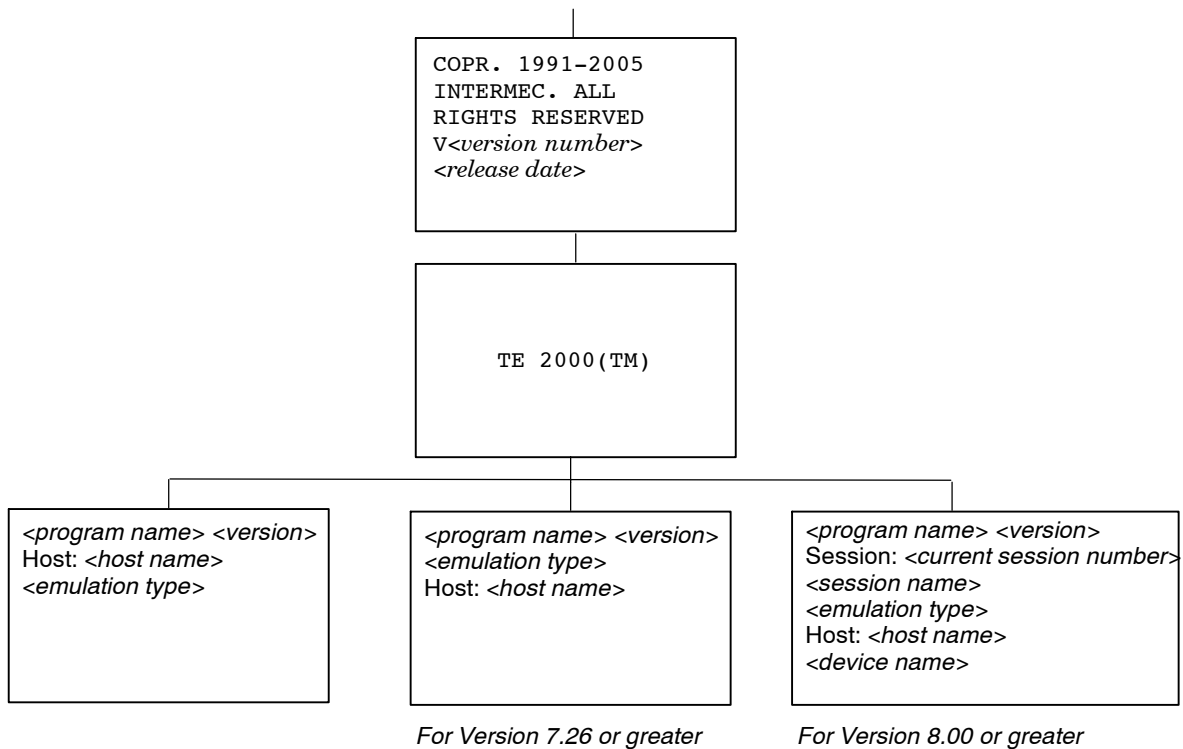 COPR. 1991-2005
INTERMEC. ALL
RIGHTS RESERVED
V<version number>
<release date>
TE 2000(TM)
<program name> <version>
Host: <host name>
<emulation type>
<program name> <version>
<emulation type>
Host: <host name>
For Version 7.26 or greater
<program name> <version>
Session: <current session number>
<session name>
<emulation type>
Host: <host name>
<device name>
For Version 8.00 or greater